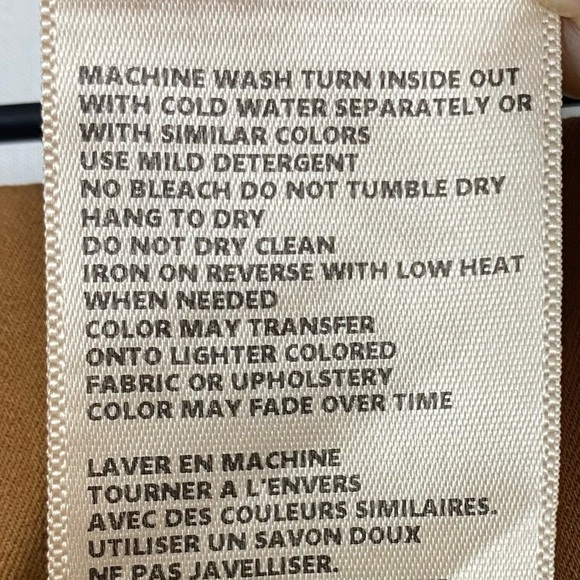 MACHINE WASH TURN INSIDE OUT
WITH COLD WATER SEPARATELY OR
WITH SIMILAR COLORS
USE MILD DETERGENT
NO BLEACH DO NOT TUMBLE DRY
HANG TO DRY
DO NOT DRY CLEAN
IRON ON REVERSE WITH LOW HEAT
WHEN NEEDED
COLOR MAY TRANSFER
ONTO LIGHTER COLORED
FABRIC OR UPHOLSTERY
COLOR MAY FADE OVER TIME
LAVER EN MACHINE
TOURNER A L'ENVERS
AVEC DES COULEURS SIMILAIRES.
UTILISER UN SAVON DOUX
NE PAS JAVELLISER.